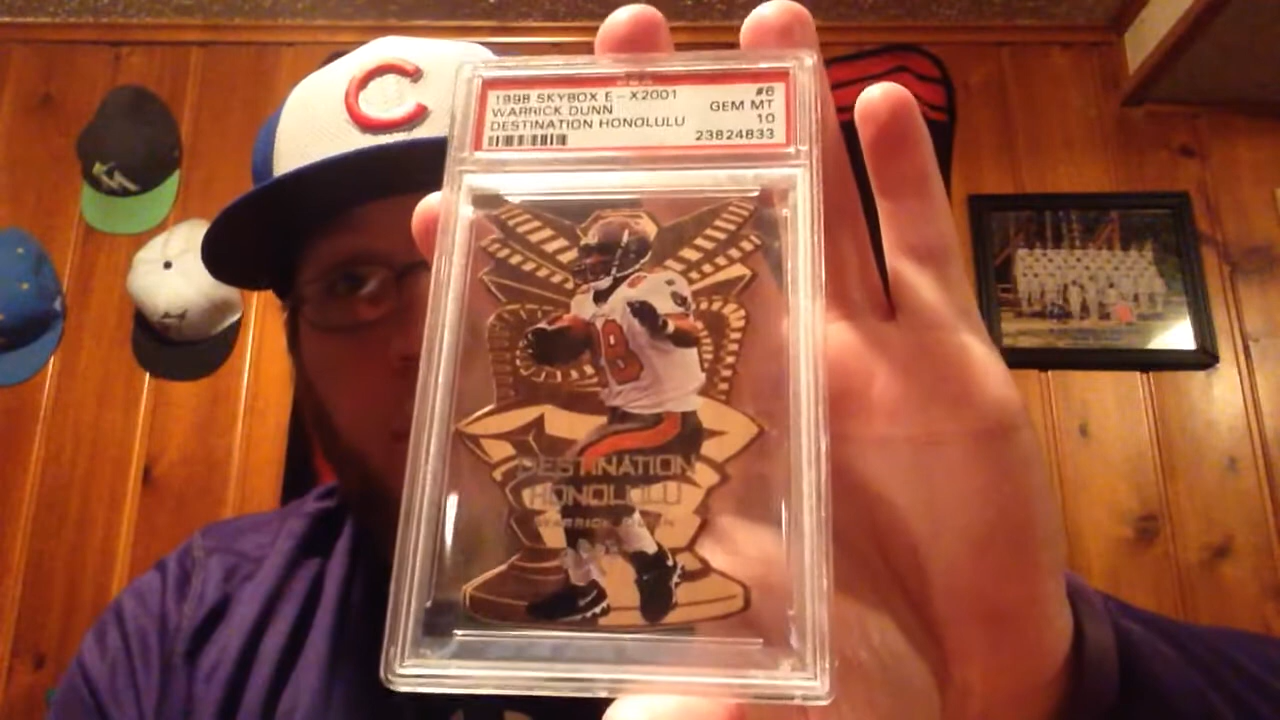 C
1998 SKYBOX E-X2001 #6
WARRICK DUNN GEM MT
DESTINATION HONOLULU 10
23824833
DESTINATION
HONOLULU
WARRICK DUNN